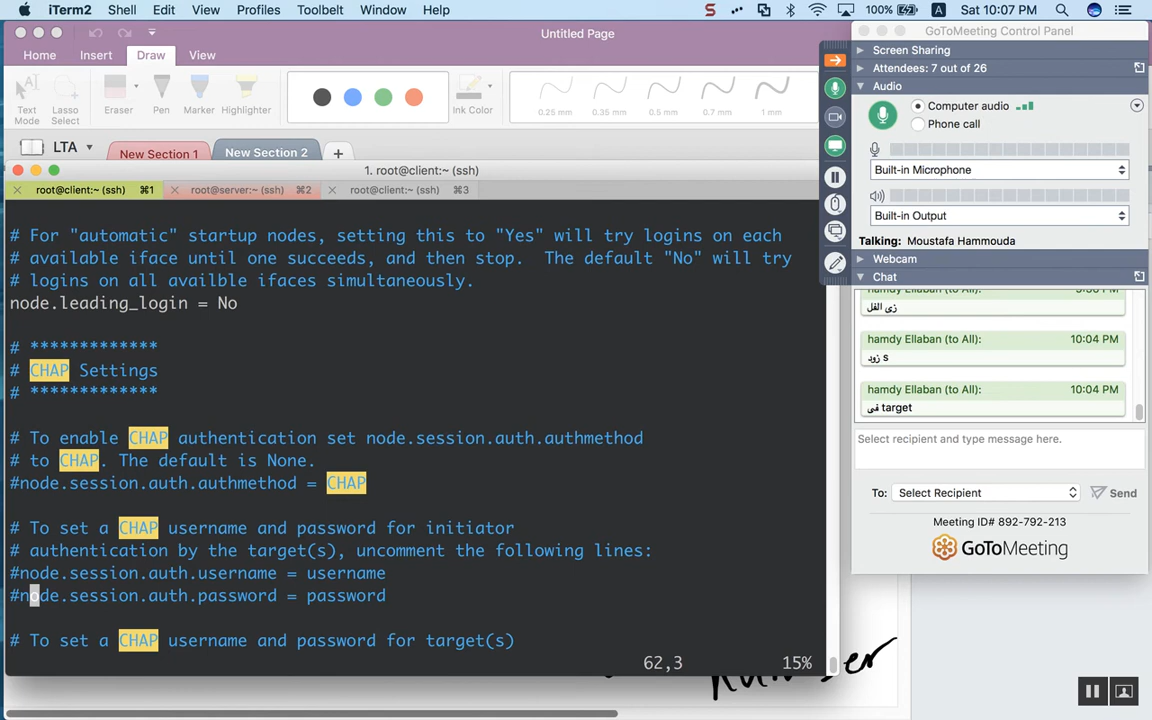 iTerm2 Shell Edit View Profiles Toolbelt Window Help 100% A Sat 10:07 PM
Untitled Page
GoToMeeting Control Panel
Home Insert Draw View
Screen Sharing
Attendees: 7 out of 26
Audio
Text Mode
Lasso Select
Eraser
Pen
Marker
Highlighter
Ink Color
0.25 mm
0.35 mm
0.5 mm
0.7 mm
1 mm
Computer audio
Phone call
LTA
New Section 1
New Section 2
+
Built-in Microphone
Built-in Output
Talking: Moustafa Hammouda
Webcam
Chat
1. root@client:~ (ssh)
root@client:~ (ssh) ⌘1
root@server:~ (ssh) ⌘2
root@client:~ (ssh) ⌘3
# For "automatic" startup nodes, setting this to "Yes" will try logins on each
# available iface until one succeeds, and then stop.  The default "No" will try
# logins on all availble ifaces simultaneously.
node.leading_login = No
# *************
# CHAP Settings
# *************
# To enable CHAP authentication set node.session.auth.authmethod
# to CHAP. The default is None.
#node.session.auth.authmethod = CHAP
# To set a CHAP username and password for initiator
# authentication by the target(s), uncomment the following lines:
#node.session.auth.username = username
#node.session.auth.password = password
# To set a CHAP username and password for target(s)
62,3 15%
زى الفل
hamdy Ellaban (to All): 10:04 PM
زود s
hamdy Ellaban (to All): 10:04 PM
فى target
Select recipient and type message here.
To: Select Recipient Send
Meeting ID# 892-792-213
GoToMeeting